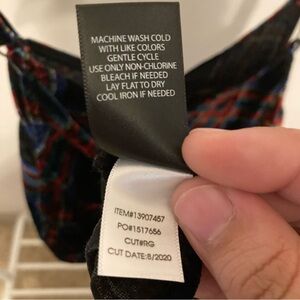 MACHINE WASH COLD
WITH LIKE COLORS
GENTLE CYCLE
USE ONLY NON-CHLORINE
BLEACH IF NEEDED
LAY FLAT TO DRY
COOL IRON IF NEEDED
ITEM#13907457
PO#1517656
CUT#RG
CUT DATE:8/2020